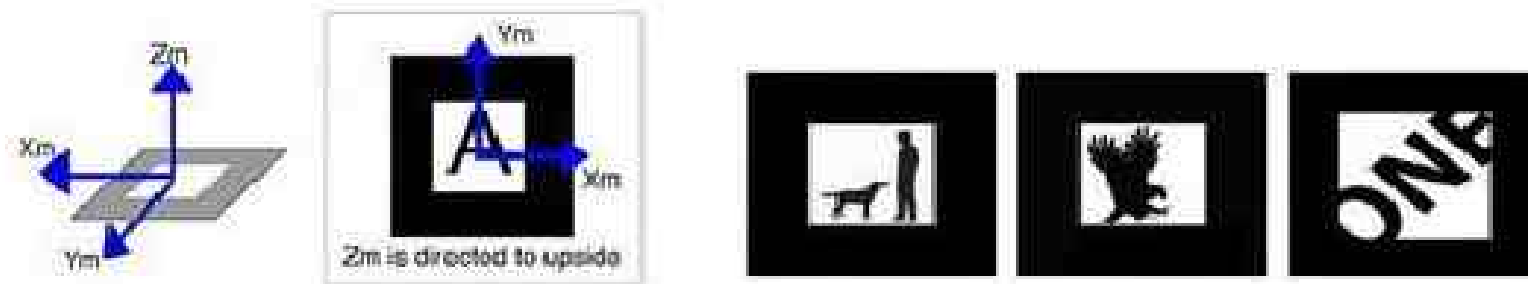 Zm
Xm
Ym
Ym
A
Xm
Zm is directed to upside
ONE